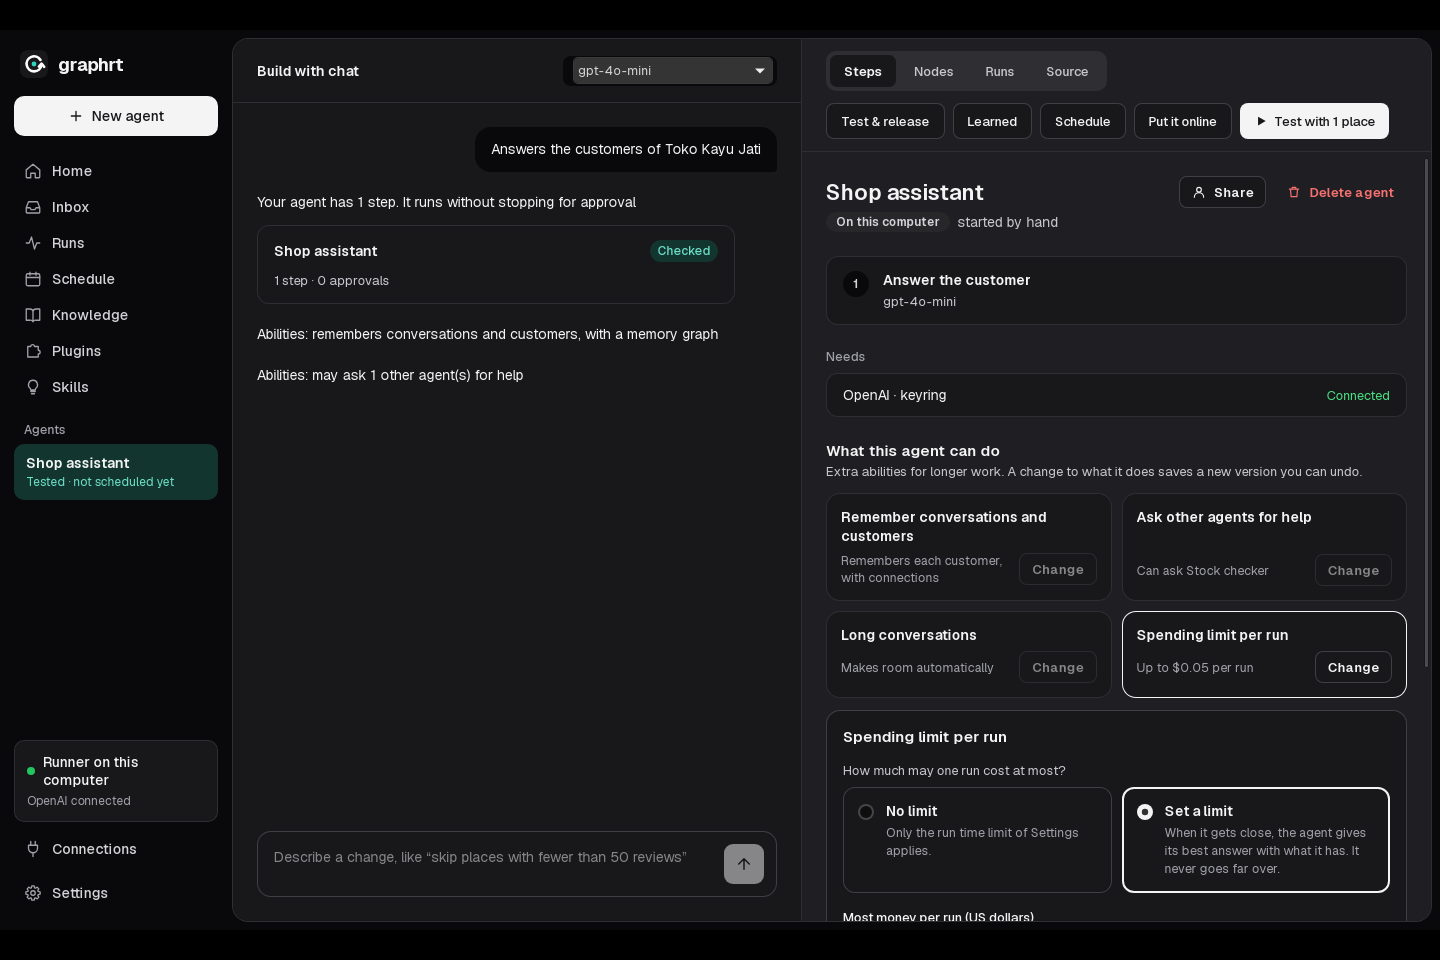 graphrt
New agent
Home
Inbox
Runs
Schedule
Knowledge
Plugins
Skills
Agents
Shop assistant
Tested · not scheduled yet
Runner on this
computer
OpenAI connected
Connections
Settings
Build with chat
gpt-4o-mini
Answers the customers of Toko Kayu Jati
Your agent has 1 step. It runs without stopping for approval
Shop assistant
Checked
1 step · 0 approvals
Abilities: remembers conversations and customers, with a memory graph
Abilities: may ask 1 other agent(s) for help
Describe a change, like “skip places with fewer than 50 reviews”
Steps
Nodes
Runs
Source
Test & release
Learned
Schedule
Put it online
Test with 1 place
Shop assistant
Share
Delete agent
On this computer
started by hand
1
Answer the customer
gpt-4o-mini
Needs
OpenAI · keyring
Connected
What this agent can do
Extra abilities for longer work. A change to what it does saves a new version you can undo.
Remember conversations and
customers
Remembers each customer,
with connections
Change
Ask other agents for help
Can ask Stock checker
Change
Long conversations
Makes room automatically
Change
Spending limit per run
Up to $0.05 per run
Change
Spending limit per run
How much may one run cost at most?
No limit
Only the run time limit of Settings
applies.
Set a limit
When it gets close, the agent gives
its best answer with what it has. It
never goes far over.
Most money per run (US dollars)